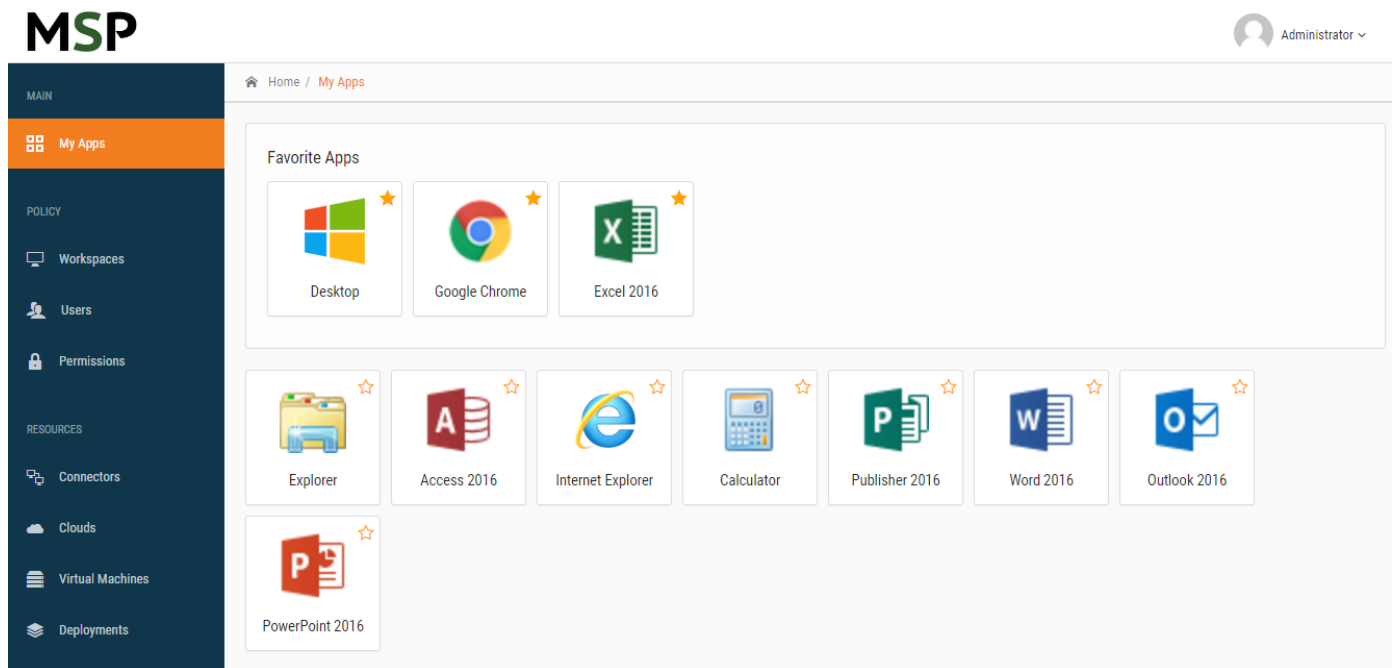 MSP
Administrator
MAIN
Home / My Apps
My Apps
Favorite Apps
Desktop
Google Chrome
Excel 2016
POLICY
Workspaces
Users
Permissions
RESOURCES
Connectors
Clouds
Virtual Machines
Deployments
Explorer
Access 2016
Internet Explorer
Calculator
Publisher 2016
Word 2016
Outlook 2016
PowerPoint 2016